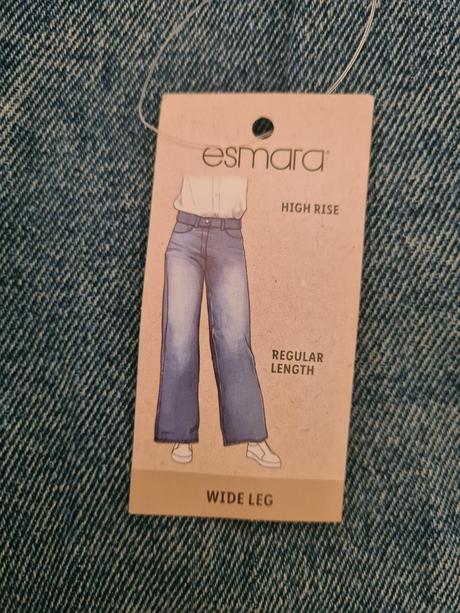 esmara®
HIGH RISE
REGULAR
LENGTH
WIDE LEG